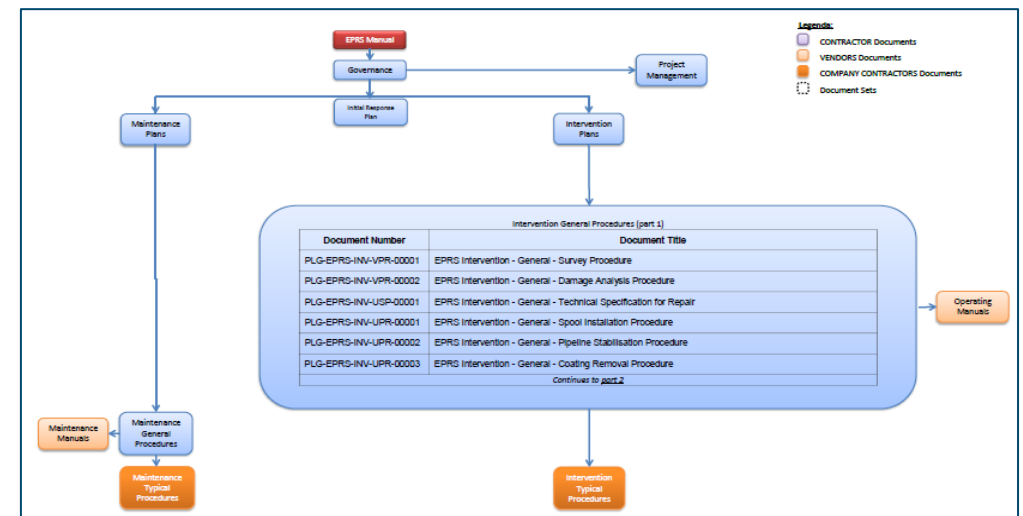 Legenda:
CONTRACTOR Documents
VENDORS Documents
COMPANY CONTRACTORS Documents
Document Sets
EPRS Manual
Governance
Project
Management
Initial Response
Plan
Maintenance
Plans
Intervention
Plans
Intervention General Procedures (part 1)
Document Number Document Title
PLG-EPRS-INV-VPR-00001 EPRS Intervention - General - Survey Procedure
PLG-EPRS-INV-VPR-00002 EPRS Intervention - General - Damage Analysis Procedure
PLG-EPRS-INV-USP-00001 EPRS Intervention - General - Technical Specification for Repair
PLG-EPRS-INV-UPR-00001 EPRS Intervention - General - Spool Installation Procedure
PLG-EPRS-INV-UPR-00002 EPRS Intervention - General - Pipeline Stabilisation Procedure
PLG-EPRS-INV-UPR-00003 EPRS Intervention - General - Coating Removal Procedure
Continues to part 2
Operating
Manuals
Maintenance
Manuals
Maintenance
General
Procedures
Maintenance
Typical
Procedures
Intervention
Typical
Procedures